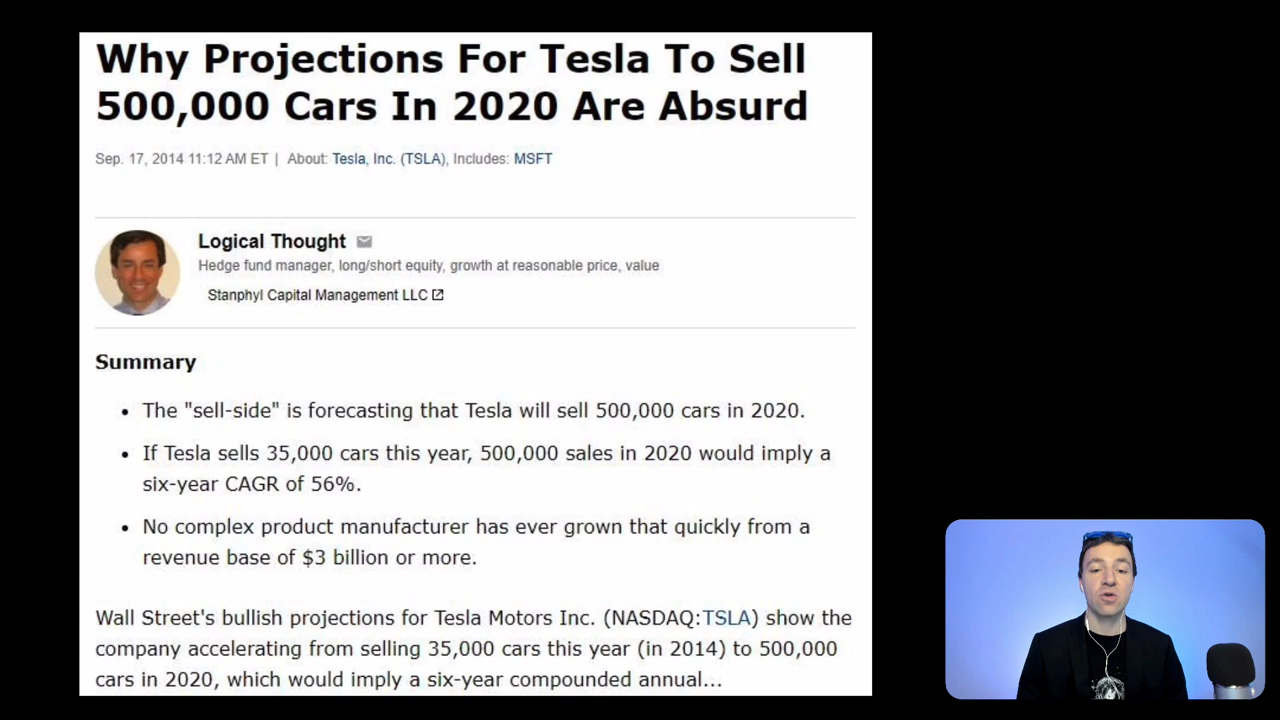 Why Projections For Tesla To Sell
500,000 Cars In 2020 Are Absurd
Sep. 17, 2014 11:12 AM ET | About: Tesla, Inc. (TSLA), Includes: MSFT
Logical Thought
Hedge fund manager, long/short equity, growth at reasonable price, value
Stanphyl Capital Management LLC
Summary
• The "sell-side" is forecasting that Tesla will sell 500,000 cars in 2020.
• If Tesla sells 35,000 cars this year, 500,000 sales in 2020 would imply a
six-year CAGR of 56%.
• No complex product manufacturer has ever grown that quickly from a
revenue base of $3 billion or more.
Wall Street's bullish projections for Tesla Motors Inc. (NASDAQ:TSLA) show the
company accelerating from selling 35,000 cars this year (in 2014) to 500,000
cars in 2020, which would imply a six-year compounded annual...